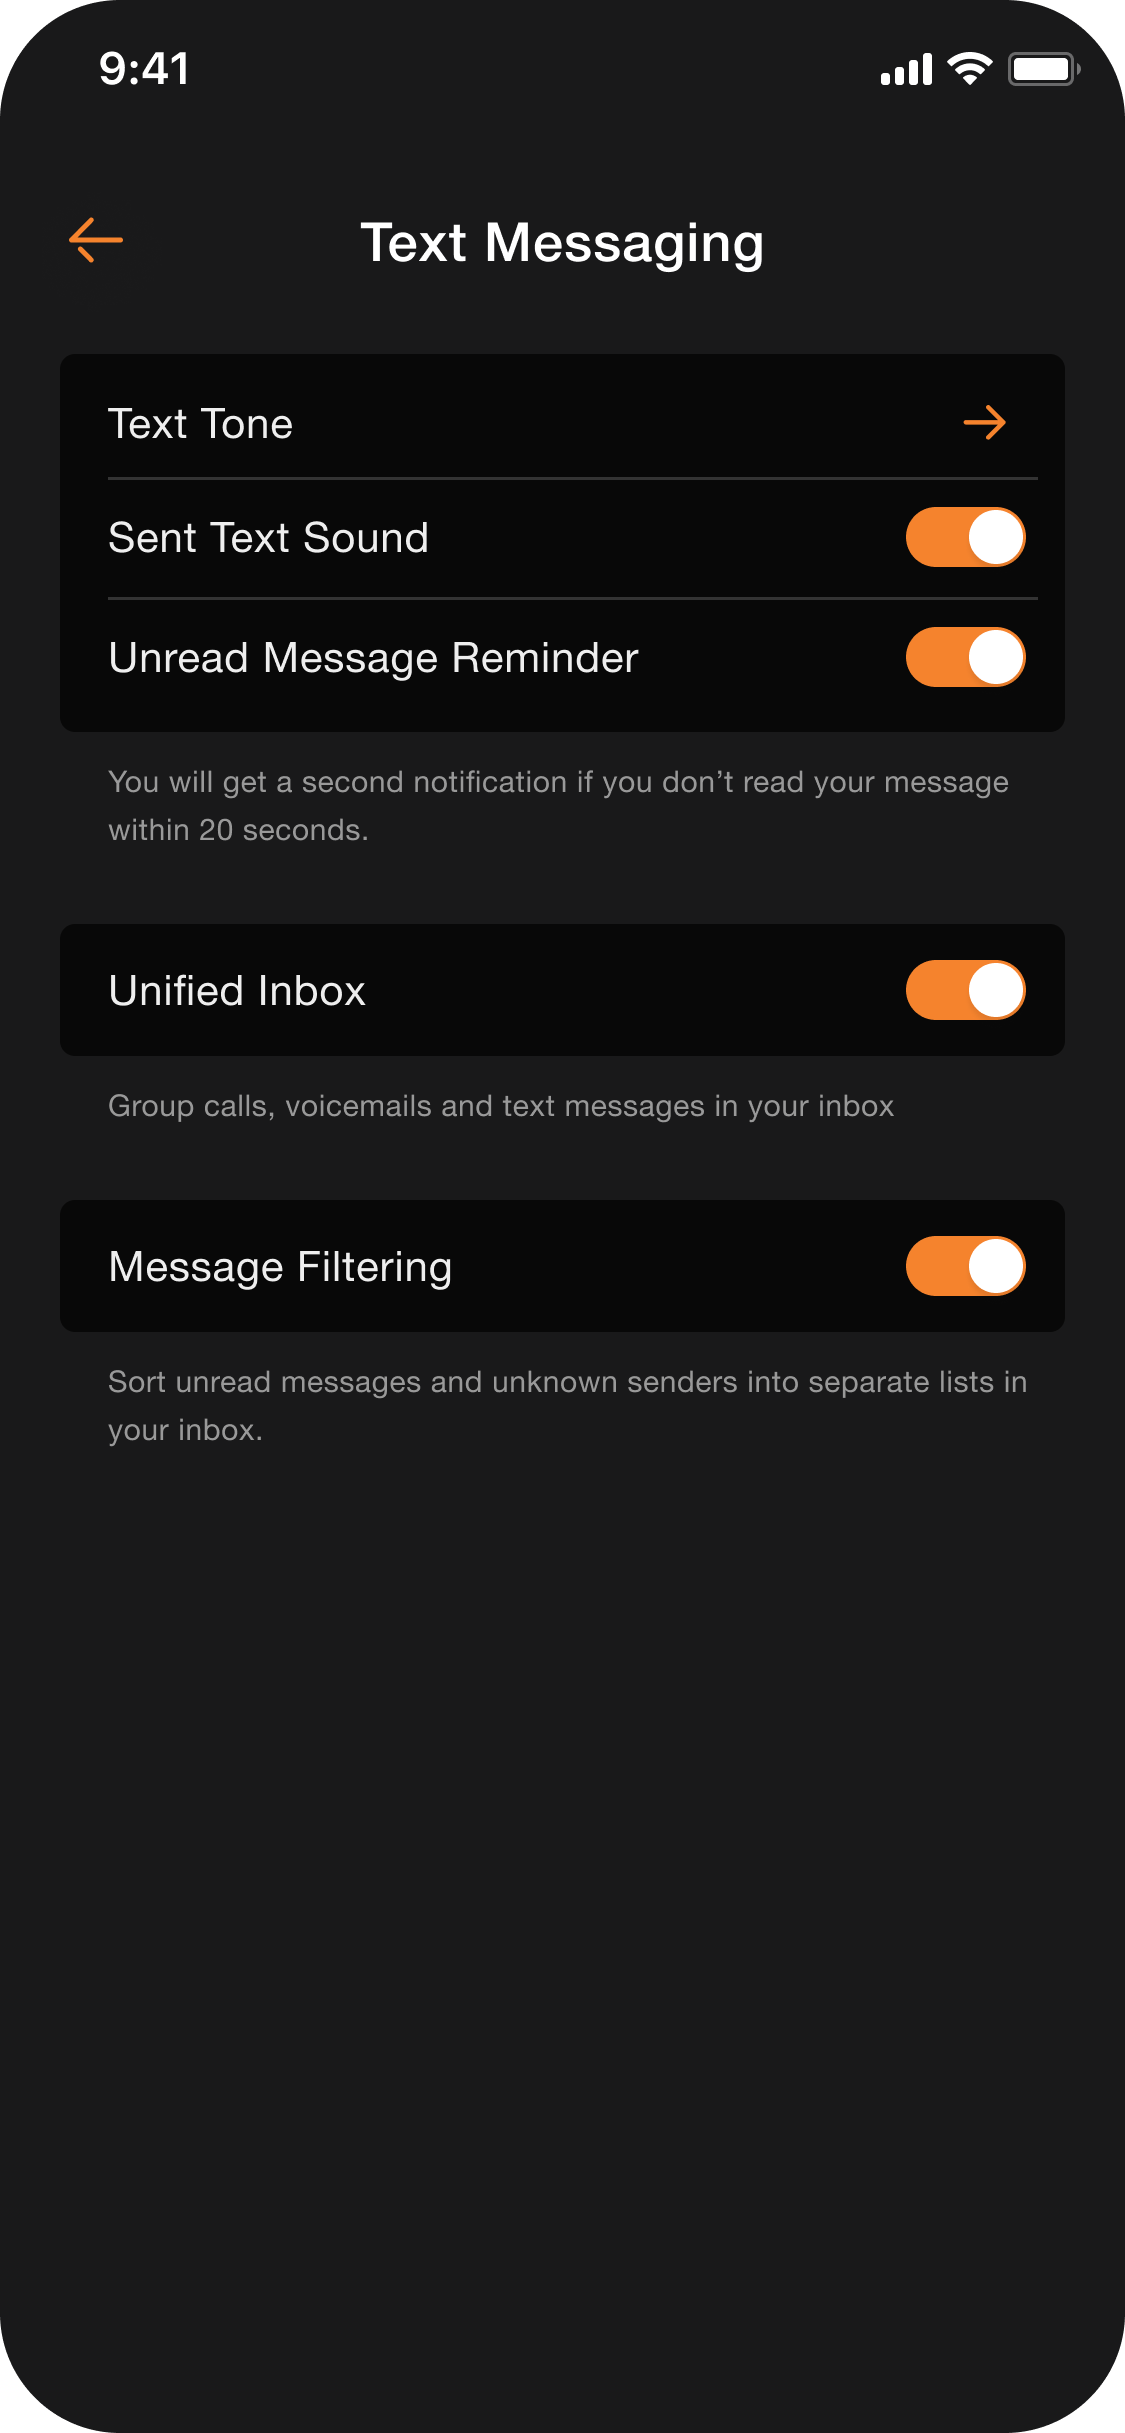 9:41
Text Messaging
Text Tone
Sent Text Sound
Unread Message Reminder
You will get a second notification if you don’t read your message
within 20 seconds.
Unified Inbox
Group calls, voicemails and text messages in your inbox
Message Filtering
Sort unread messages and unknown senders into separate lists in
your inbox.